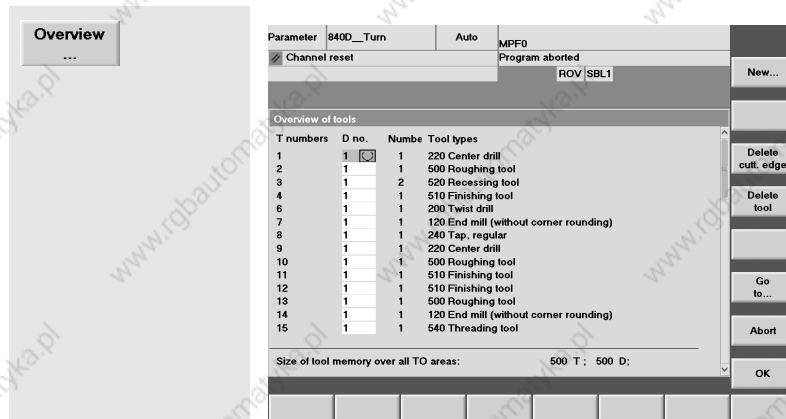 Overview
...
Parameter 840D__Turn Auto MPF0
Channel reset Program aborted
ROV SBL1
Overview of tools
T numbers D no. Numbe Tool types
1 1 1 220 Center drill
2 1 1 500 Roughing tool
3 1 2 520 Recessing tool
4 1 1 510 Finishing tool
6 1 1 200 Twist drill
7 1 1 120 End mill (without corner rounding)
8 1 1 240 Tap, regular
9 1 1 220 Center drill
10 1 1 500 Roughing tool
11 1 1 510 Finishing tool
12 1 1 510 Finishing tool
13 1 1 500 Roughing tool
14 1 1 120 End mill (without corner rounding)
15 1 1 540 Threading tool
Size of tool memory over all TO areas: 500 T ; 500 D;
New...
Delete
cutt. edge
Delete
tool
Go
to...
Abort
OK
www.rgbautomatyka.pl